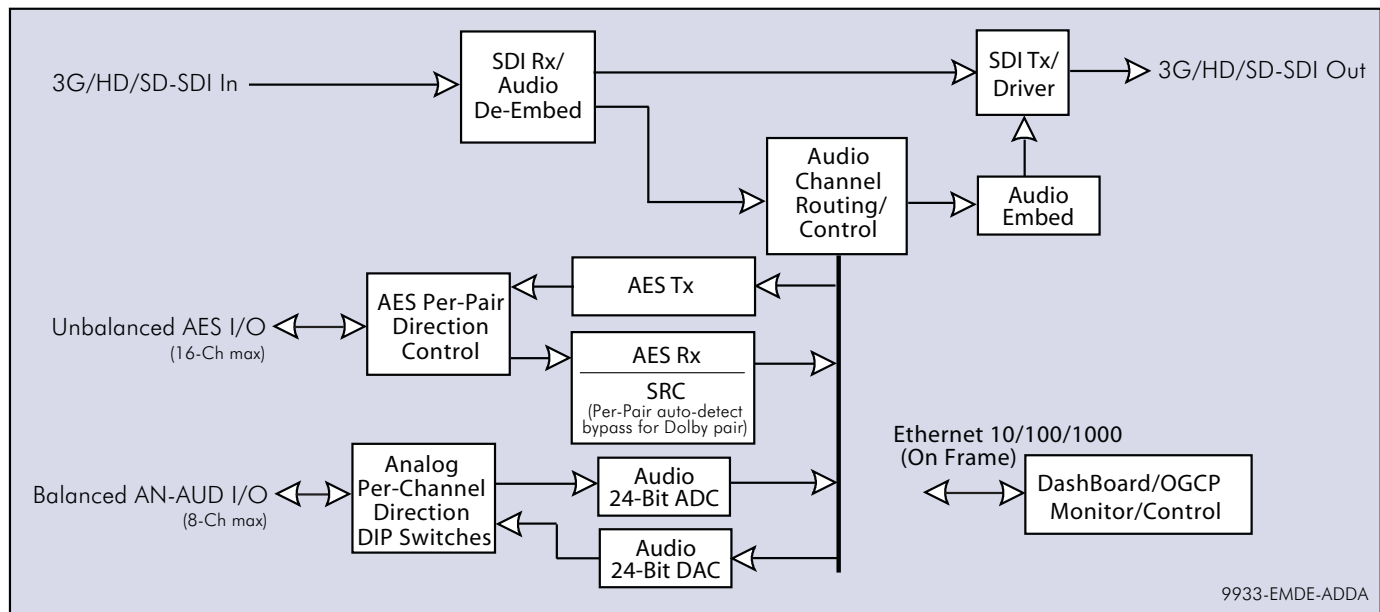 3G/HD/SD-SDI In
SDI Rx/
Audio
De-Embed
SDI Tx/
Driver
3G/HD/SD-SDI Out
Audio
Channel
Routing/
Control
Audio
Embed
Unbalanced AES I/O
(16-Ch max)
AES Per-Pair
Direction
Control
AES Tx
AES Rx
SRC
(Per-Pair auto-detect
bypass for Dolby pair)
Balanced AN-AUD I/O
(8-Ch max)
Analog
Per-Channel
Direction
DIP Switches
Audio
24-Bit ADC
Audio
24-Bit DAC
Ethernet 10/100/1000
(On Frame)
DashBoard/OGCP
Monitor/Control
9933-EMDE-ADDA